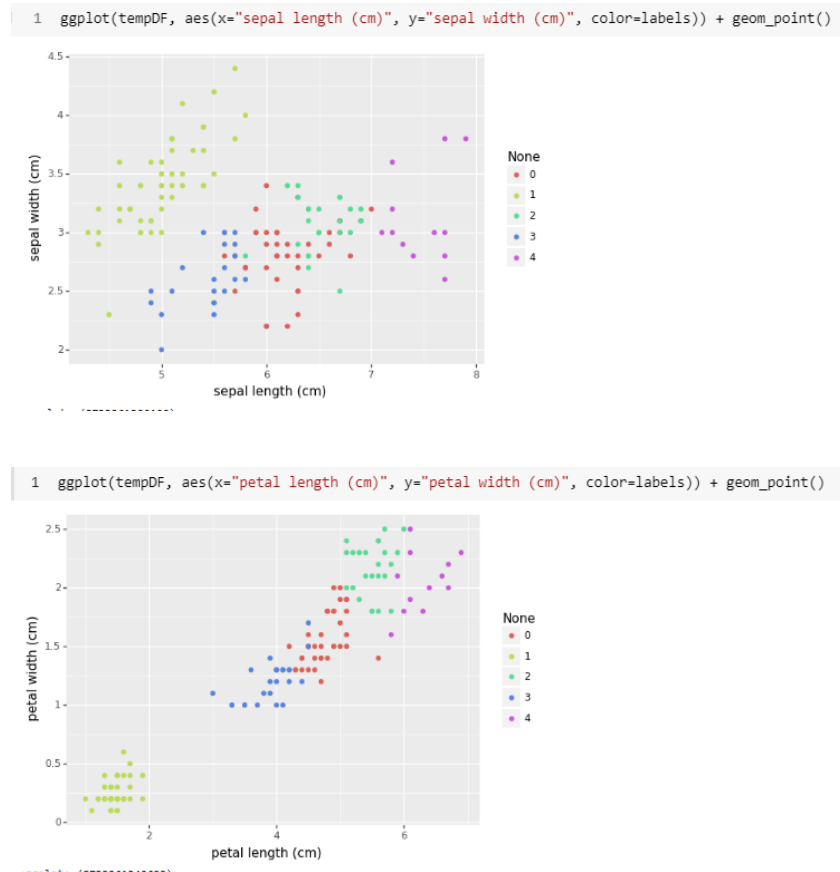 1 ggplot(tempDF, aes(x="sepal length (cm)", y="sepal width (cm)", color=labels)) + geom_point()
4.5
4
3.5
3
2.5
2
sepal width (cm)
5 6 7 8
sepal length (cm)
None
0
1
2
3
4
1 ggplot(tempDF, aes(x="petal length (cm)", y="petal width (cm)", color=labels)) + geom_point()
2.5
2
1.5
1
0.5
0
petal width (cm)
2 4 6
petal length (cm)
None
0
1
2
3
4